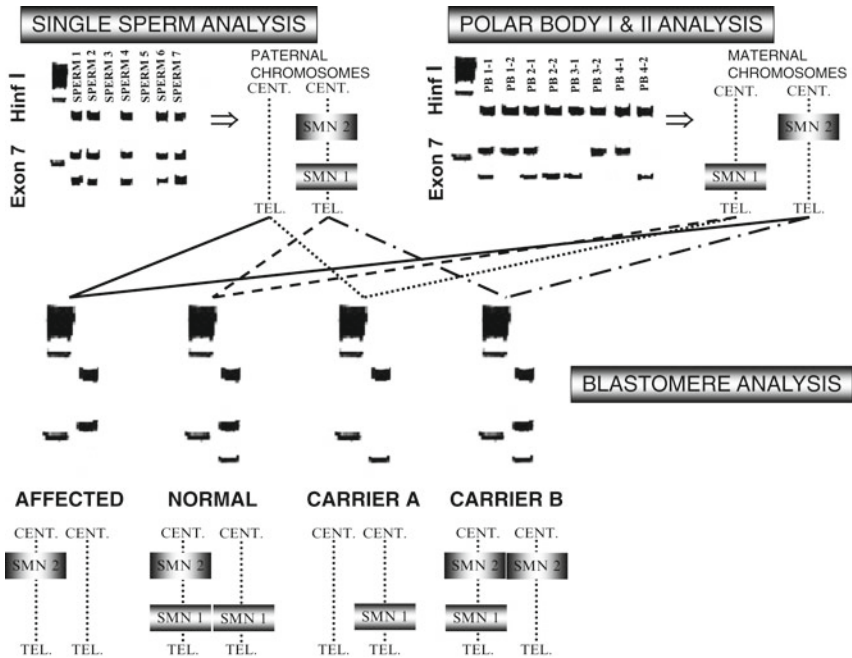 SINGLE SPERM ANALYSIS
POLAR BODY I & II ANALYSIS
Hinf I
Exon 7
SPERM 1
SPERM 2
SPERM 3
SPERM 4
SPERM 5
SPERM 6
SPERM 7
PATERNAL
CHROMOSOMES
CENT. CENT.
SMN 2
SMN 1
TEL. TEL.
Hinf I
Exon 7
PB 1-1
PB 1-2
PB 2-1
PB 2-2
PB 3-1
PB 3-2
PB 4-1
PB 4-2
MATERNAL
CHROMOSOMES
CENT. CENT.
SMN 2
SMN 1
TEL. TEL.
BLASTOMERE ANALYSIS
AFFECTED NORMAL CARRIER A CARRIER B
CENT. CENT. CENT. CENT. CENT. CENT. CENT. CENT.
SMN 2 SMN 2 SMN 2 SMN 2
SMN 1 SMN 1 SMN 1 SMN 1
TEL. TEL. TEL. TEL. TEL. TEL. TEL. TEL.